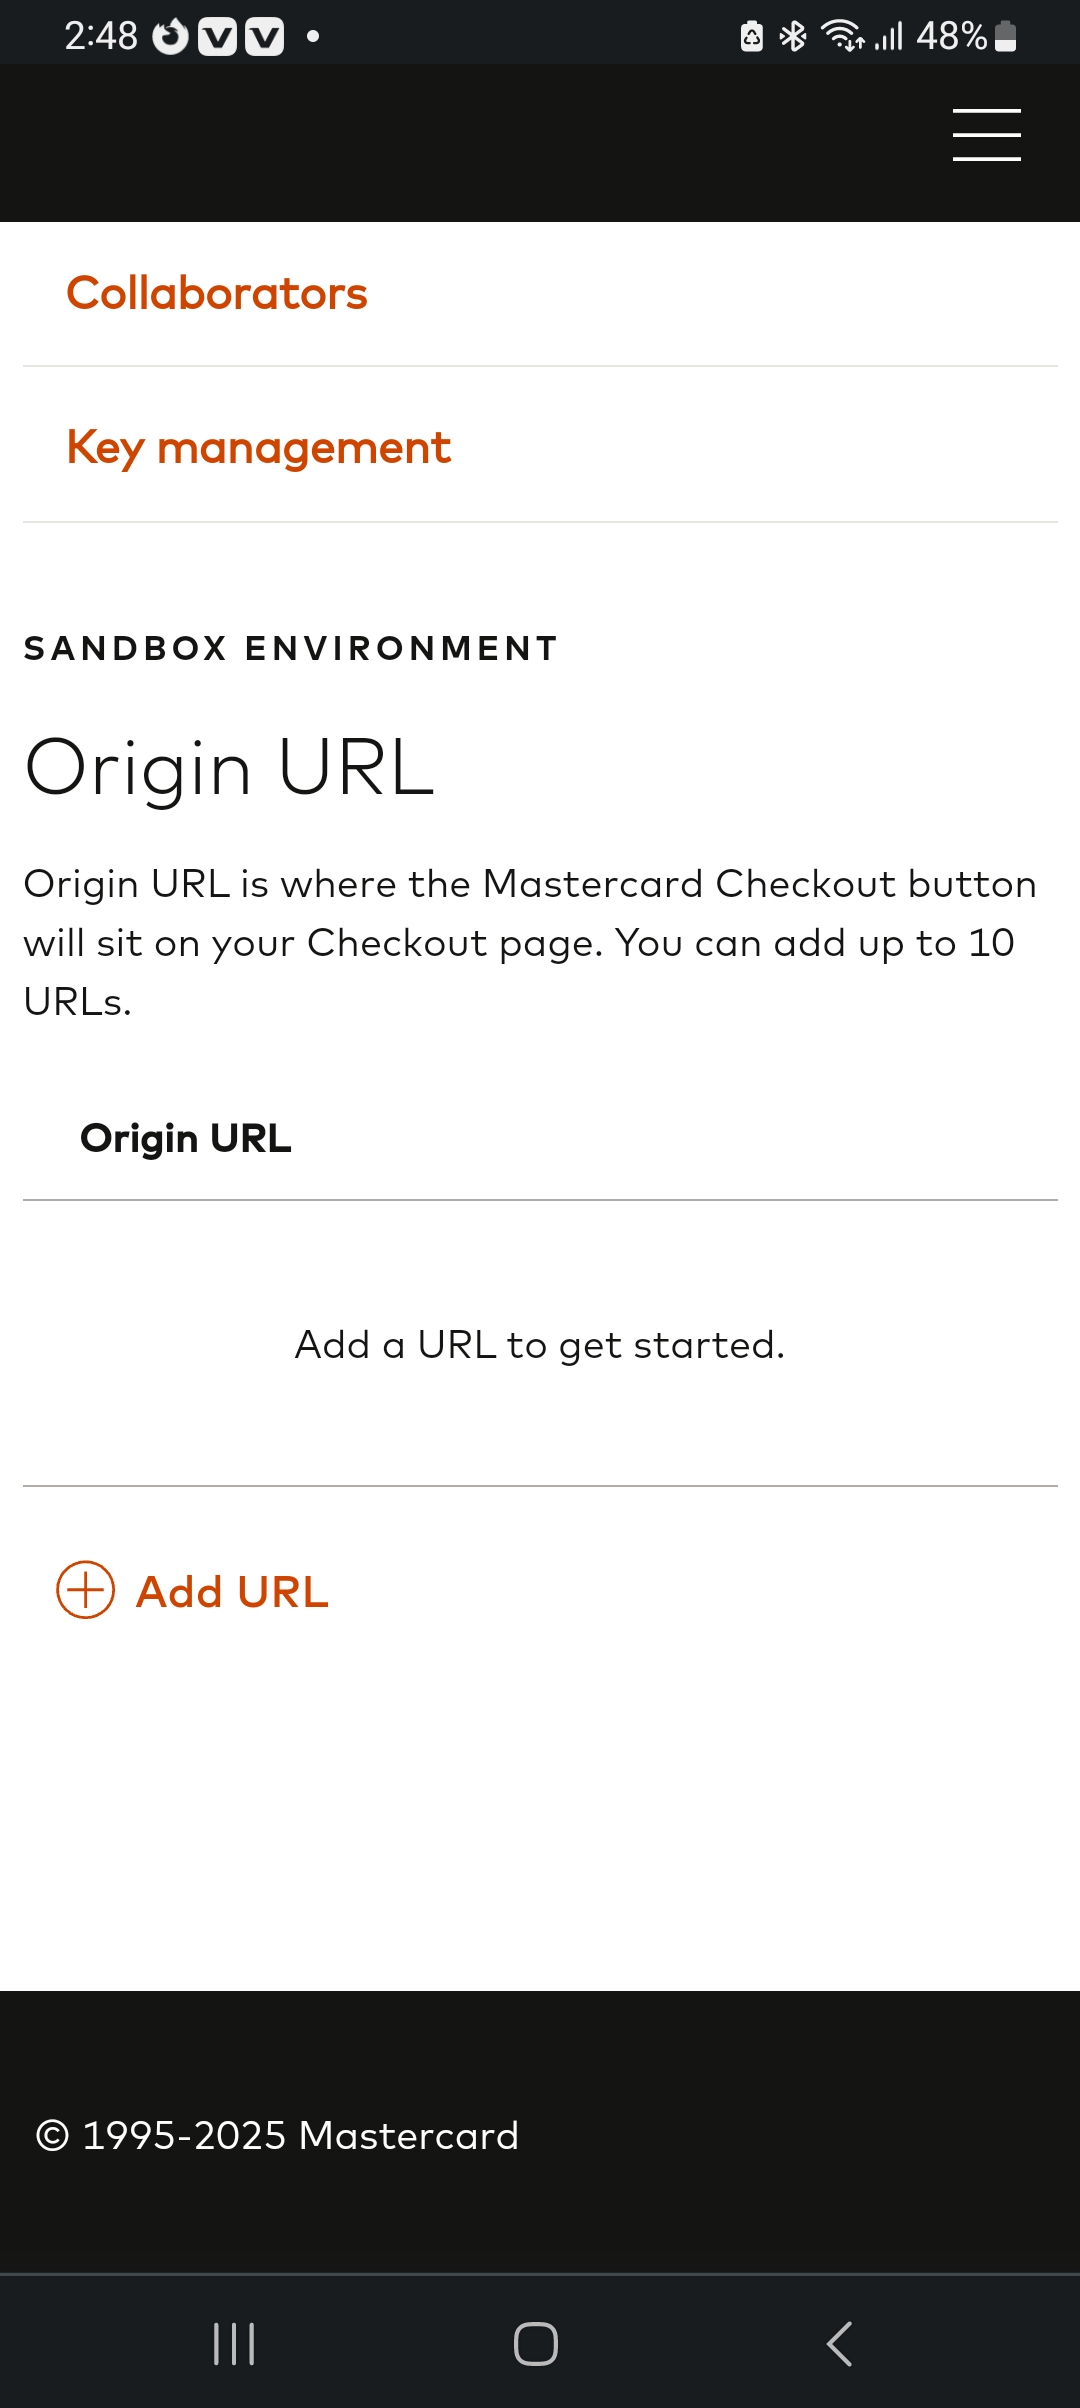 2:48
48%
Collaborators
Key management
SANDBOX ENVIRONMENT
Origin URL
Origin URL is where the Mastercard Checkout button
will sit on your Checkout page. You can add up to 10
URLs.
Origin URL
Add a URL to get started.
Add URL
© 1995-2025 Mastercard